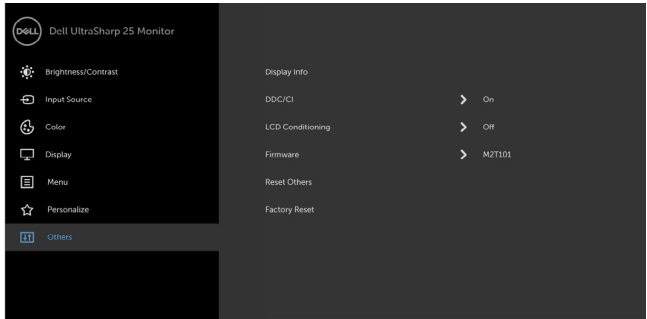 DELL Dell UltraSharp 25 Monitor
Brightness/Contrast
Input Source
Color
Display
Menu
Personalize
Others
Display Info
DDC/CI On
LCD Conditioning Off
Firmware M2T101
Reset Others
Factory Reset